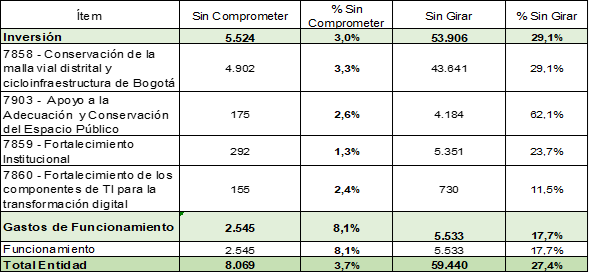 Ítem Sin Comprometer % Sin Comprometer Sin Girar % Sin Girar
Inversión 5.524 3,0% 53.906 29,1%
7858 - Conservación de la
malla vial distrital y
cicloinfraestructura de Bogotá 4.902 3,3% 43.641 29,1%
7903 - Apoyo a la
Adecuación y Conservación
del Espacio Público 175 2,6% 4.184 62,1%
7859 - Fortalecimiento
Institucional 292 1,3% 5.351 23,7%
7860 - Fortalecimiento de los
componentes de TI para la
transformación digital 155 2,4% 730 11,5%
Gastos de Funcionamiento 2.545 8,1% 5.533 17,7%
Funcionamiento 2.545 8,1% 5.533 17,7%
Total Entidad 8.069 3,7% 59.440 27,4%